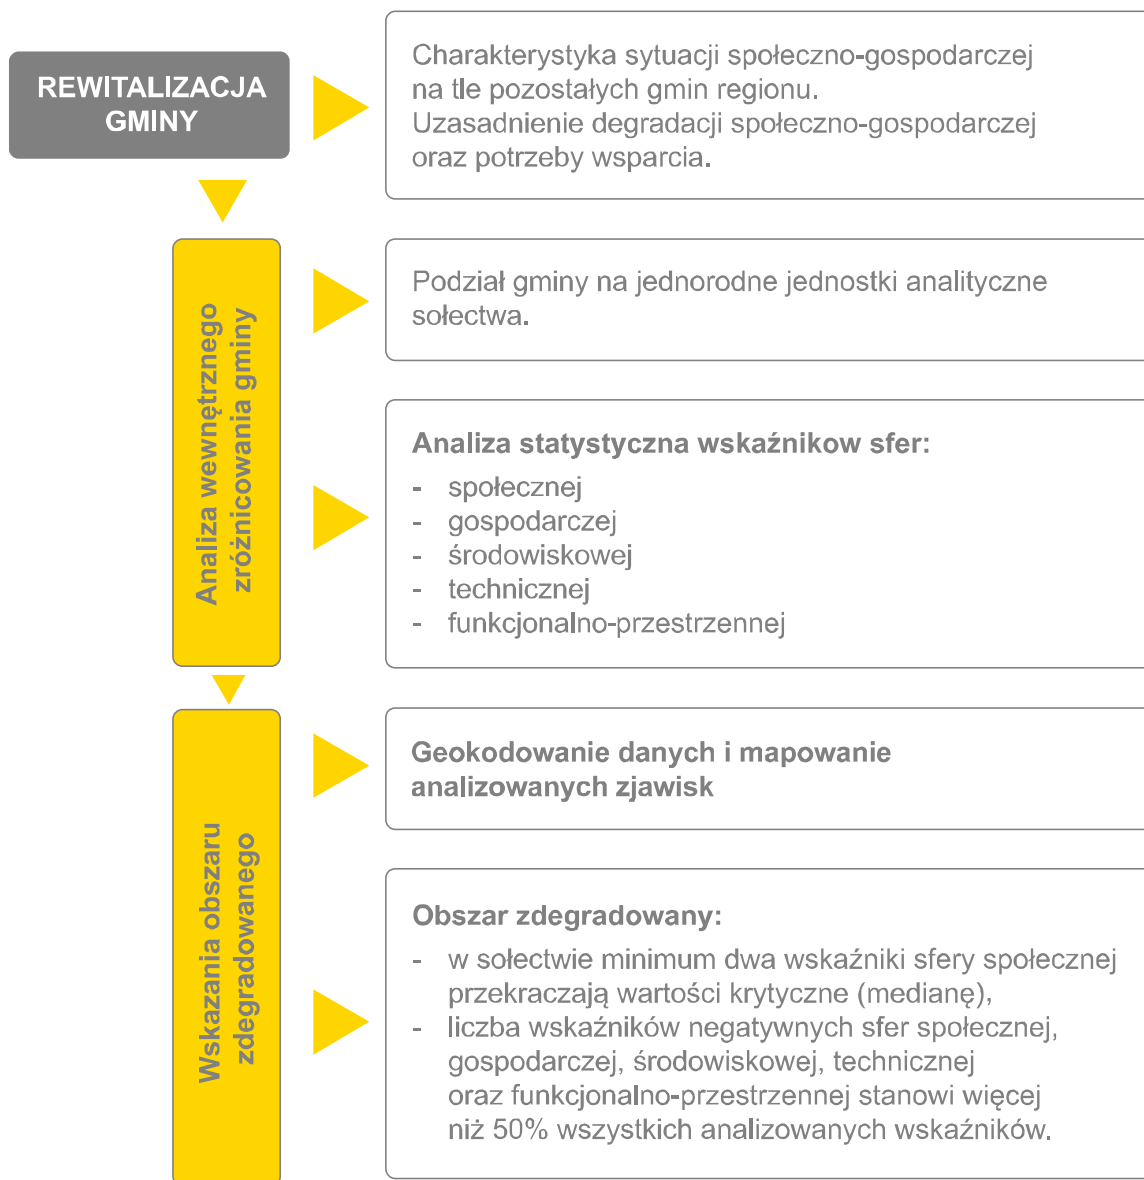 REWITALIZACJA
GMINY
Charakterystyka sytuacji społeczno-gospodarczej
na tle pozostałych gmin regionu.
Uzasadnienie degradacji społeczno-gospodarczej
oraz potrzeby wsparcia.
Analiza wewnętrznego
zróżnicowania gminy
Podział gminy na jednorodne jednostki analityczne
sołectwa.
Analiza statystyczna wskaźnikow sfer:
- społecznej
- gospodarczej
- środowiskowej
- technicznej
- funkcjonalno-przestrzennej
Wskazania obszaru
zdegradowanego
Geokodowanie danych i mapowanie
analizowanych zjawisk
Obszar zdegradowany:
- w sołectwie minimum dwa wskaźniki sfery społecznej
przekraczają wartości krytyczne (medianę),
- liczba wskaźników negatywnych sfer społecznej,
gospodarczej, środowiskowej, technicznej
oraz funkcjonalno-przestrzennej stanowi więcej
niż 50% wszystkich analizowanych wskaźników.